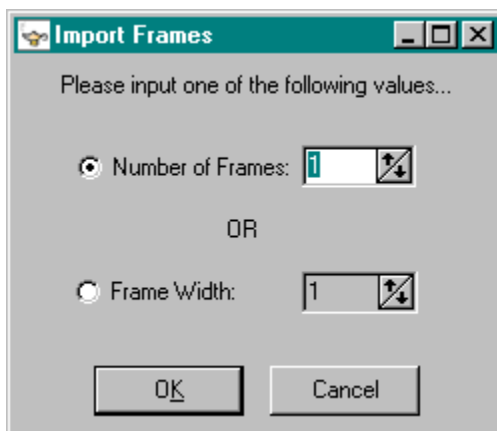 Import Frames
Please input one of the following values...
Number of Frames: 1
OR
Frame Width: 1
OK Cancel